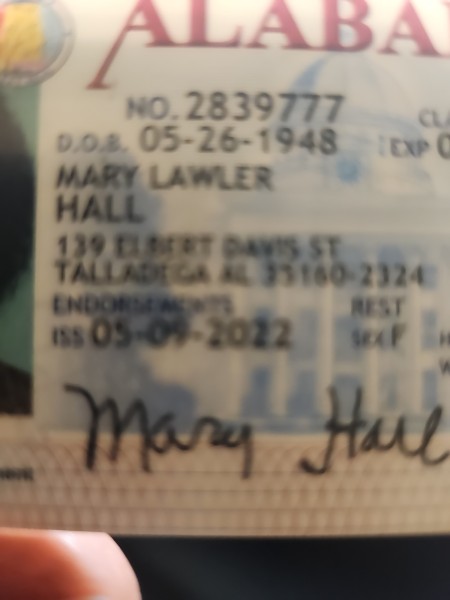 ALABA
NO. 2839777
D.O.B. 05-26-1948 EXP 0
MARY LAWLER
HALL
139 ELBERT DAVIS ST
TALLADEGA AL 35160-2324
ENDORSEMENTS REST
ISS 05-09-2022 SEX F
Mary Hall